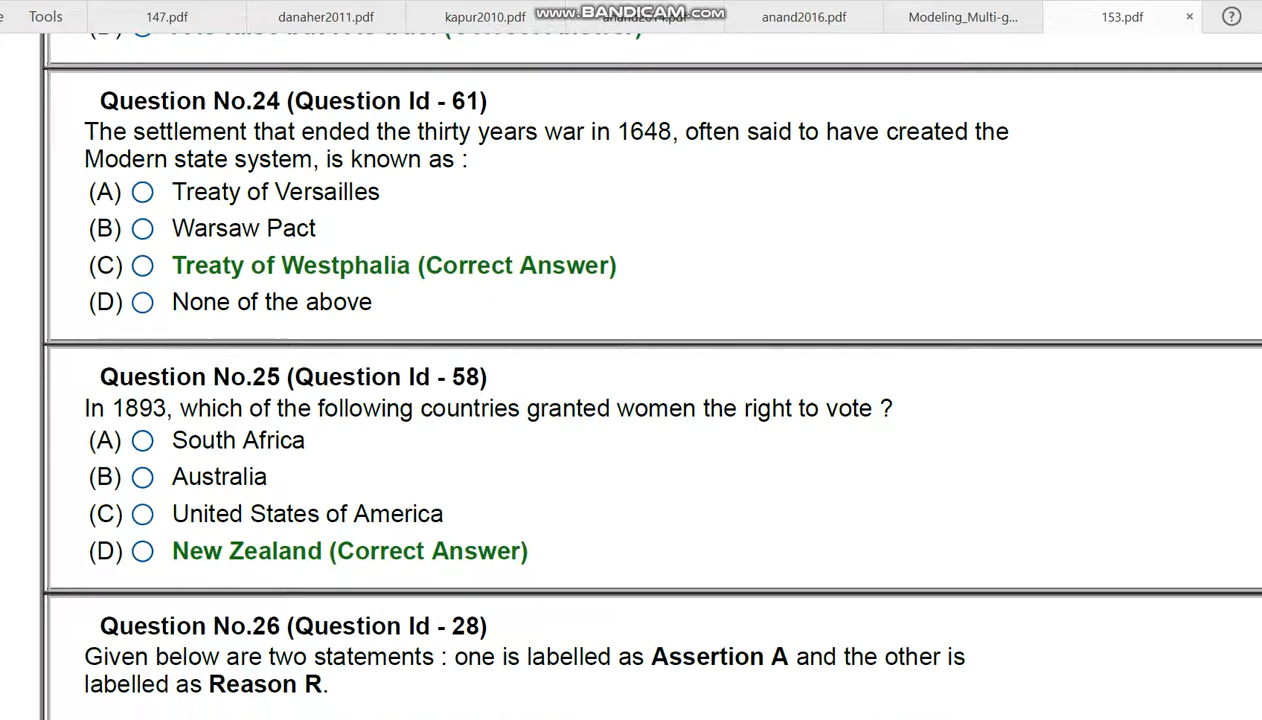 e Tools 147.pdf danaher2011.pdf kapur2010.pdf anand2014.pdf anand2016.pdf Modeling_Multi-g... 153.pdf × ?
www.BANDICAM.com
Question No.24 (Question Id - 61)
The settlement that ended the thirty years war in 1648, often said to have created the
Modern state system, is known as :
(A) Treaty of Versailles
(B) Warsaw Pact
(C) Treaty of Westphalia (Correct Answer)
(D) None of the above
Question No.25 (Question Id - 58)
In 1893, which of the following countries granted women the right to vote ?
(A) South Africa
(B) Australia
(C) United States of America
(D) New Zealand (Correct Answer)
Question No.26 (Question Id - 28)
Given below are two statements : one is labelled as Assertion A and the other is
labelled as Reason R.